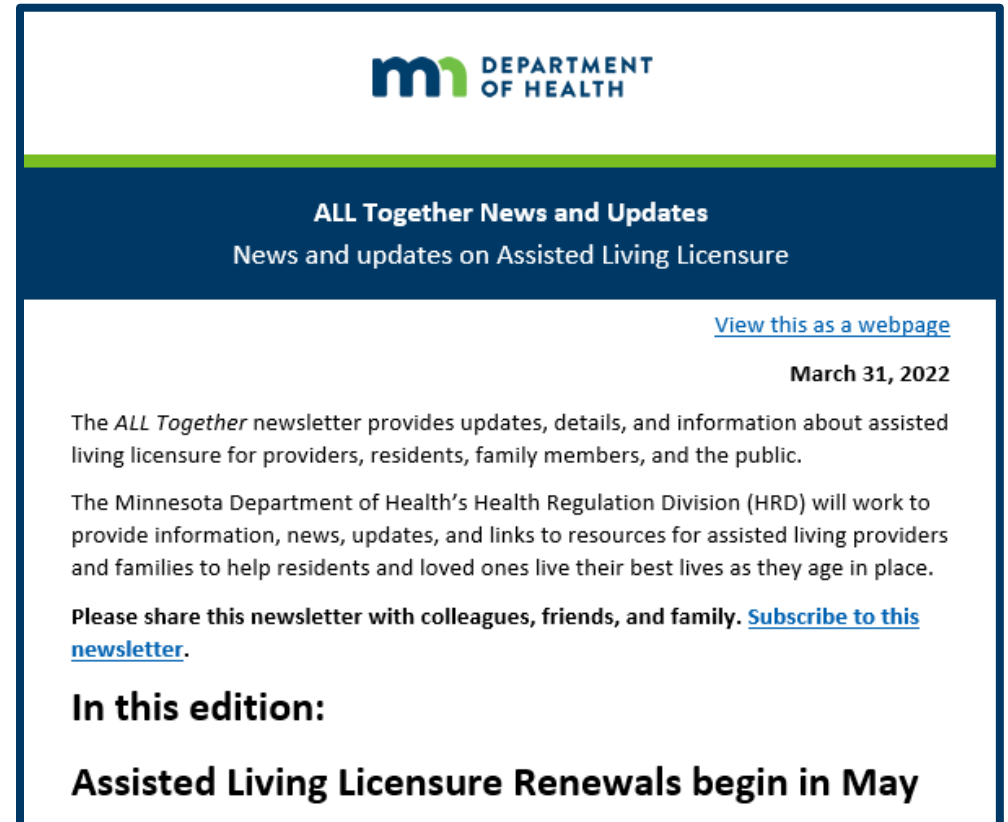 mn DEPARTMENT
OF HEALTH
ALL Together News and Updates
News and updates on Assisted Living Licensure
View this as a webpage
March 31, 2022
The ALL Together newsletter provides updates, details, and information about assisted
living licensure for providers, residents, family members, and the public.
The Minnesota Department of Health’s Health Regulation Division (HRD) will work to
provide information, news, updates, and links to resources for assisted living providers
and families to help residents and loved ones live their best lives as they age in place.
Please share this newsletter with colleagues, friends, and family. Subscribe to this
newsletter.
In this edition:
Assisted Living Licensure Renewals begin in May